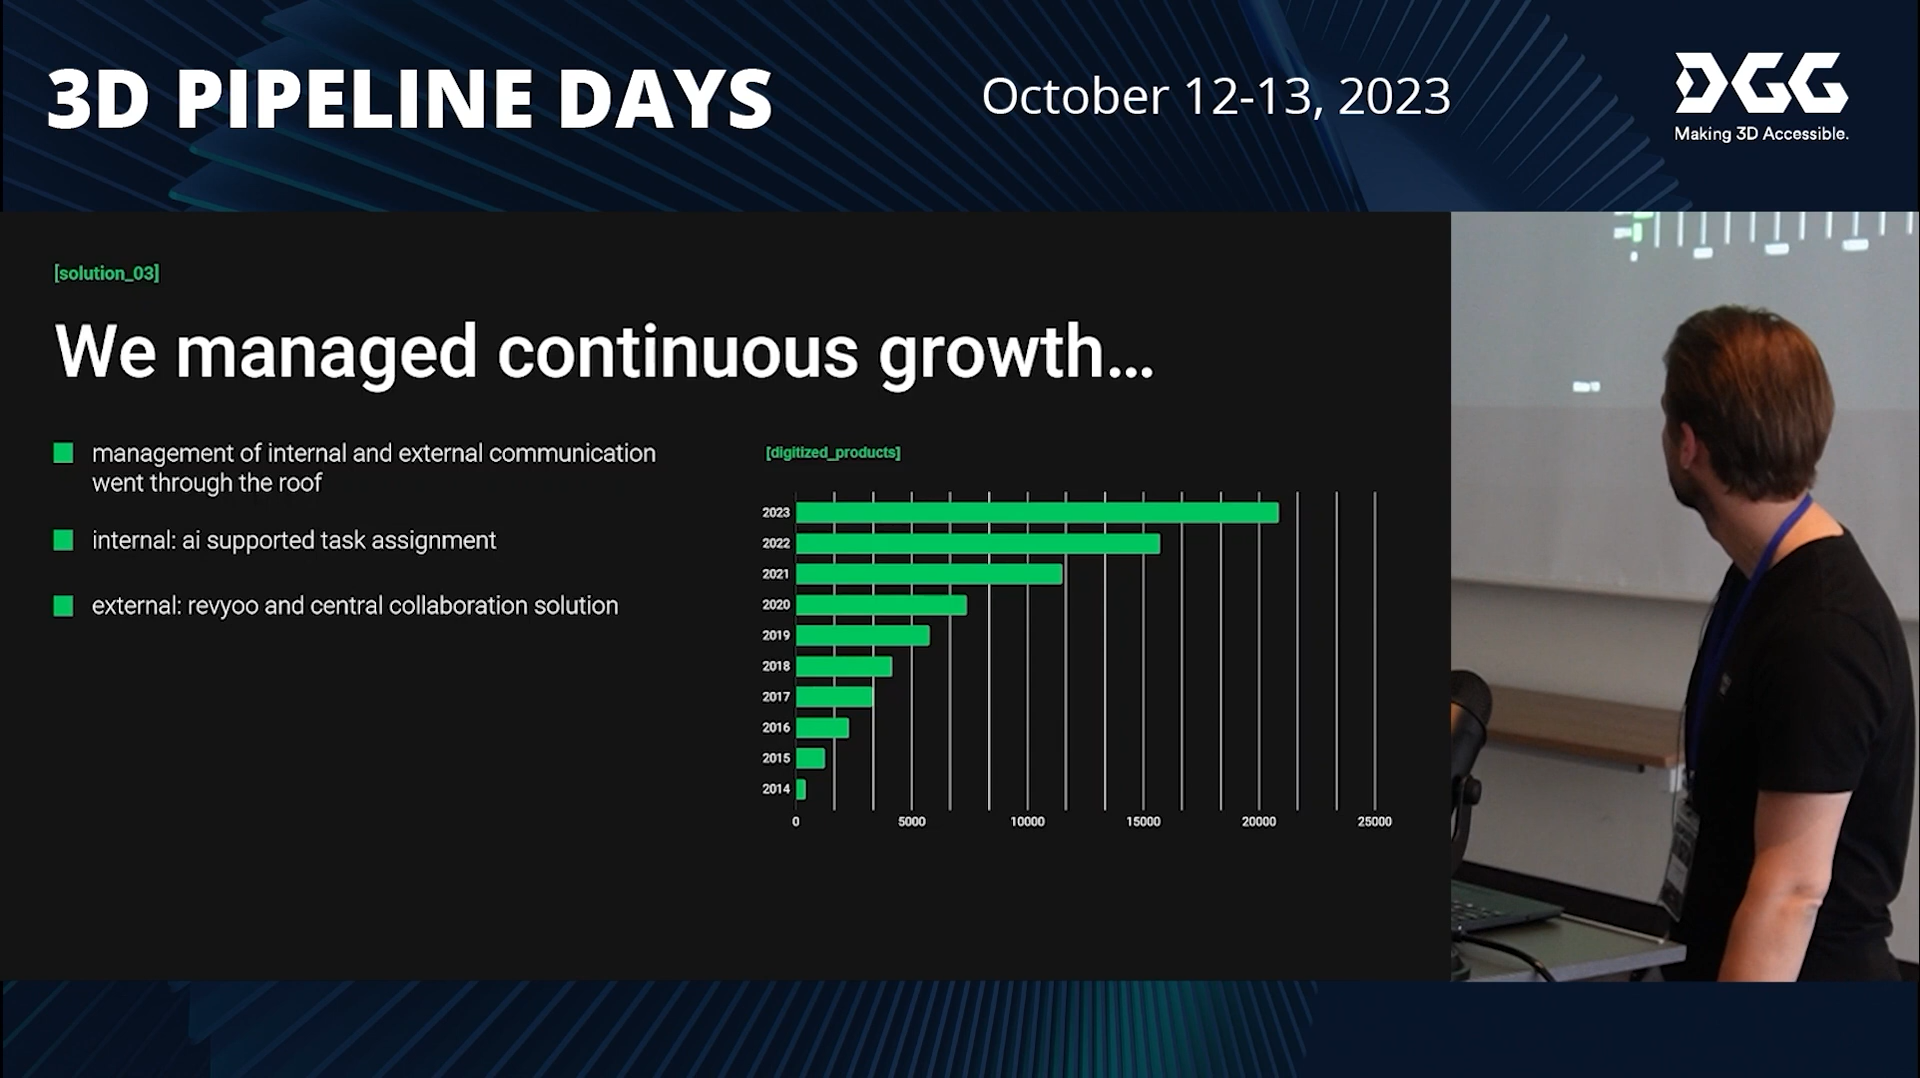 3D PIPELINE DAYS
October 12-13, 2023
DGG
Making 3D Accessible.
[solution_03]
We managed continuous growth...
management of internal and external communication
went through the roof
internal: ai supported task assignment
external: revyoo and central collaboration solution
[digitized_products]
2023
2022
2021
2020
2019
2018
2017
2016
2015
2014
0 5000 10000 15000 20000 25000